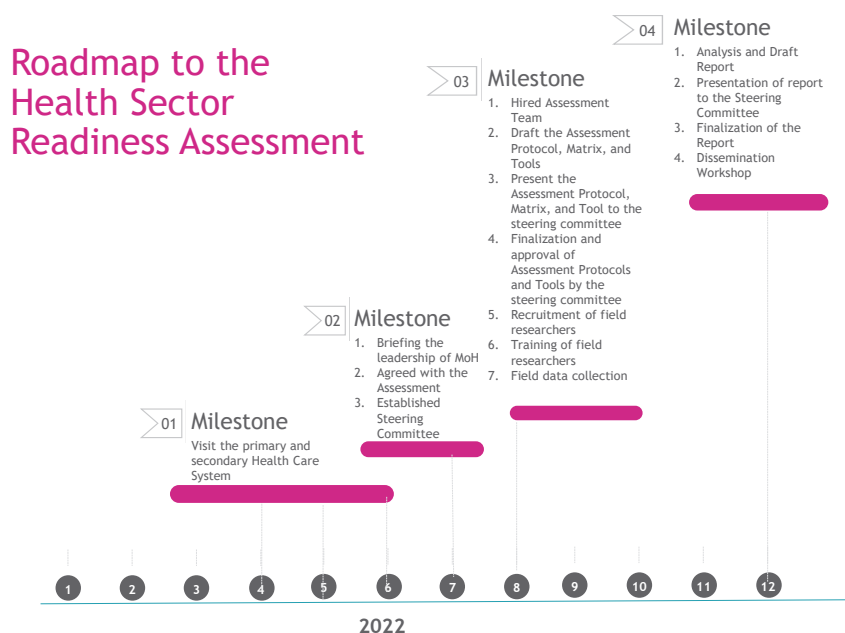 Roadmap to the
Health Sector
Readiness Assessment
01
Milestone
Visit the primary and
secondary Health Care
System
02
Milestone
1. Briefing the
leadership of MoH
2. Agreed with the
Assessment
3. Established
Steering
Committee
03
Milestone
1. Hired Assessment
Team
2. Draft the Assessment
Protocol, Matrix, and
Tools
3. Present the
Assessment Protocol,
Matrix, and Tool to the
steering committee
4. Finalization and
approval of
Assessment Protocols
and Tools by the
steering committee
5. Recruitment of field
researchers
6. Training of field
researchers
7. Field data collection
04
Milestone
1. Analysis and Draft
Report
2. Presentation of report
to the Steering
Committee
3. Finalization of the
Report
4. Dissemination
Workshop
1 2 3 4 5 6 7 8 9 10 11 12
2022